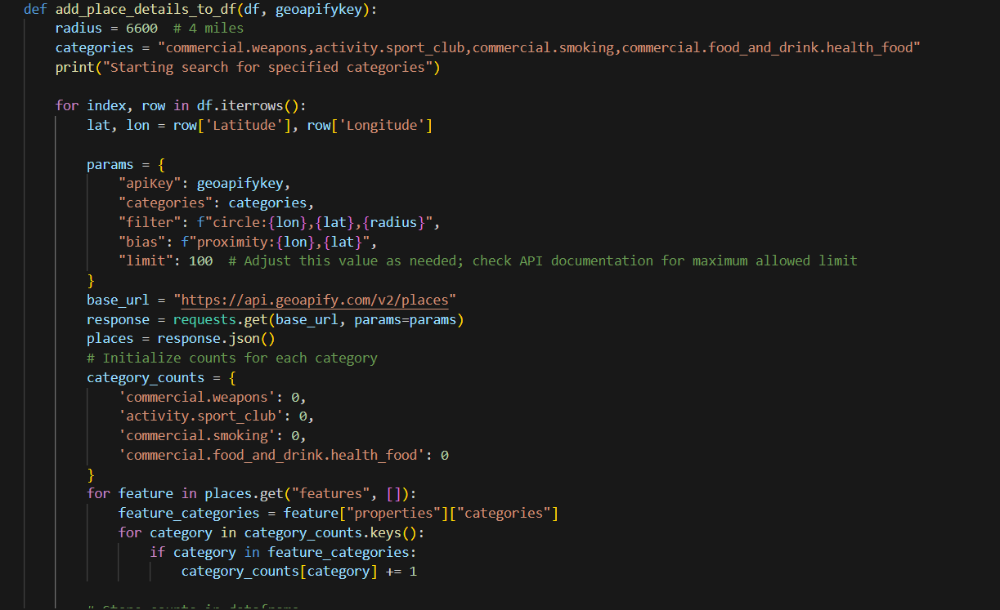 def add_place_details_to_df(df, geoapifykey):
    radius = 6600  # 4 miles
    categories = "commercial.weapons,activity.sport_club,commercial.smoking,commercial.food_and_drink.health_food"
    print("Starting search for specified categories")

    for index, row in df.iterrows():
        lat, lon = row['Latitude'], row['Longitude']

        params = {
            "apiKey": geoapifykey,
            "categories": categories,
            "filter": f"circle:{lon},{lat},{radius}",
            "bias": f"proximity:{lon},{lat}",
            "limit": 100  # Adjust this value as needed; check API documentation for maximum allowed limit
        }
        base_url = "https://api.geoapify.com/v2/places"
        response = requests.get(base_url, params=params)
        places = response.json()
        # Initialize counts for each category
        category_counts = {
            'commercial.weapons': 0,
            'activity.sport_club': 0,
            'commercial.smoking': 0,
            'commercial.food_and_drink.health_food': 0
        }
        for feature in places.get("features", []):
            feature_categories = feature["properties"]["categories"]
            for category in category_counts.keys():
                if category in feature_categories:
                    category_counts[category] += 1